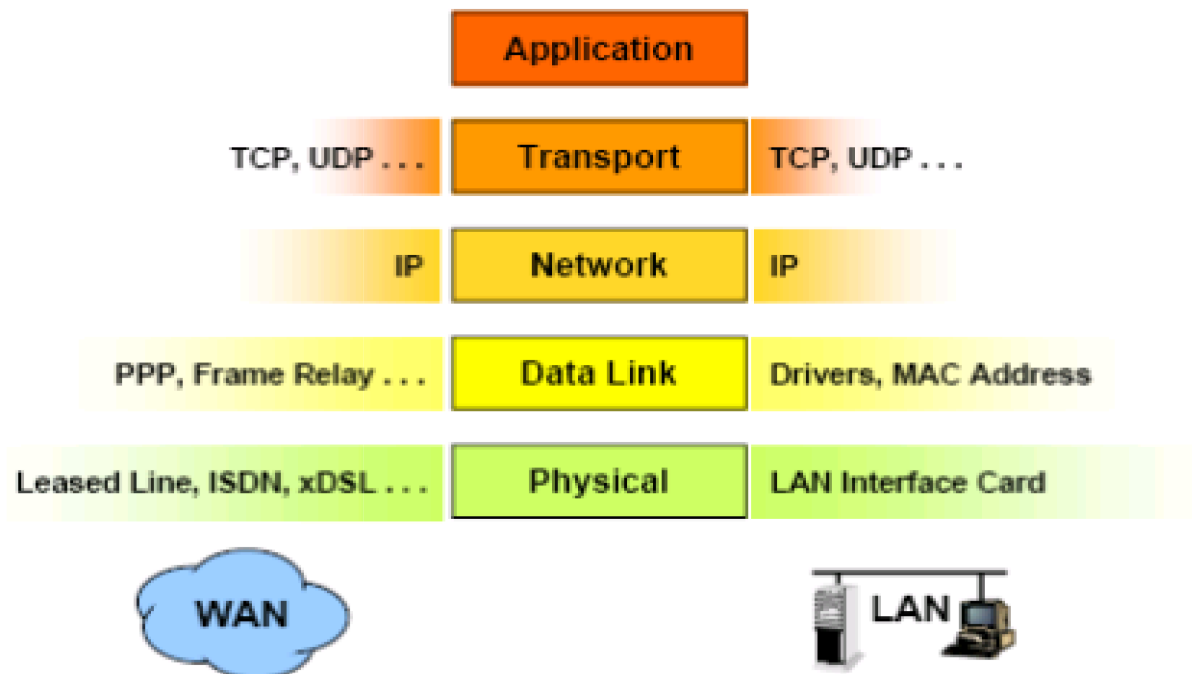 Application
TCP, UDP . . . Transport TCP, UDP . . .
IP Network IP
PPP, Frame Relay . . . Data Link Drivers, MAC Address
Leased Line, ISDN, xDSL . . . Physical LAN Interface Card
WAN LAN